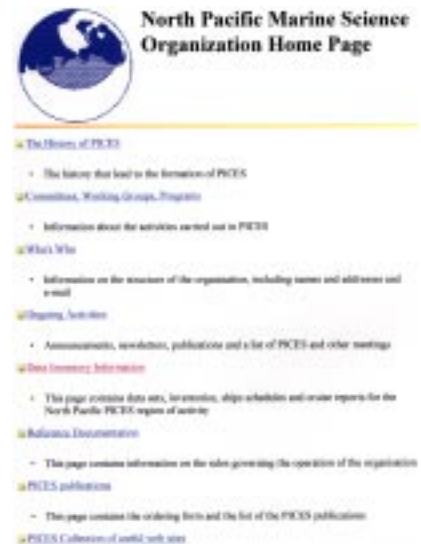 North Pacific Marine Science
Organization Home Page
The History of PICES
• The history that lead to the formation of PICES
Committees, Working Groups, Programs
• Information about the activities carried out in PICES
Who's Who
• Information on the structure of the organisation, including names and addresses and
e-mail
Ongoing Activities
• Announcements, newsletters, publications and a list of PICES and other meetings
Data Inventory Information
• This page contains data sets, inventories, ships schedules and cruise reports for the
North Pacific PICES region of activity
Reference Documentation
• This page contains information on the rules governing the operation of the organisation
PICES publications
• This page contains the ordering form and the list of the PICES publications
PICES Collection of useful web sites